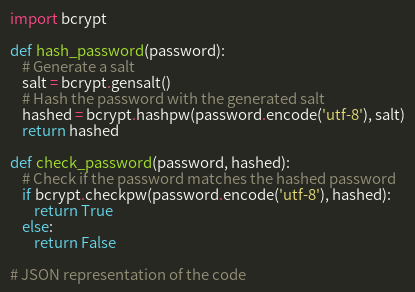 import bcrypt

def hash_password(password):
    # Generate a salt
    salt = bcrypt.gensalt()
    # Hash the password with the generated salt
    hashed = bcrypt.hashpw(password.encode('utf-8'), salt)
    return hashed

def check_password(password, hashed):
    # Check if the password matches the hashed password
    if bcrypt.checkpw(password.encode('utf-8'), hashed):
        return True
    else:
        return False

# JSON representation of the code